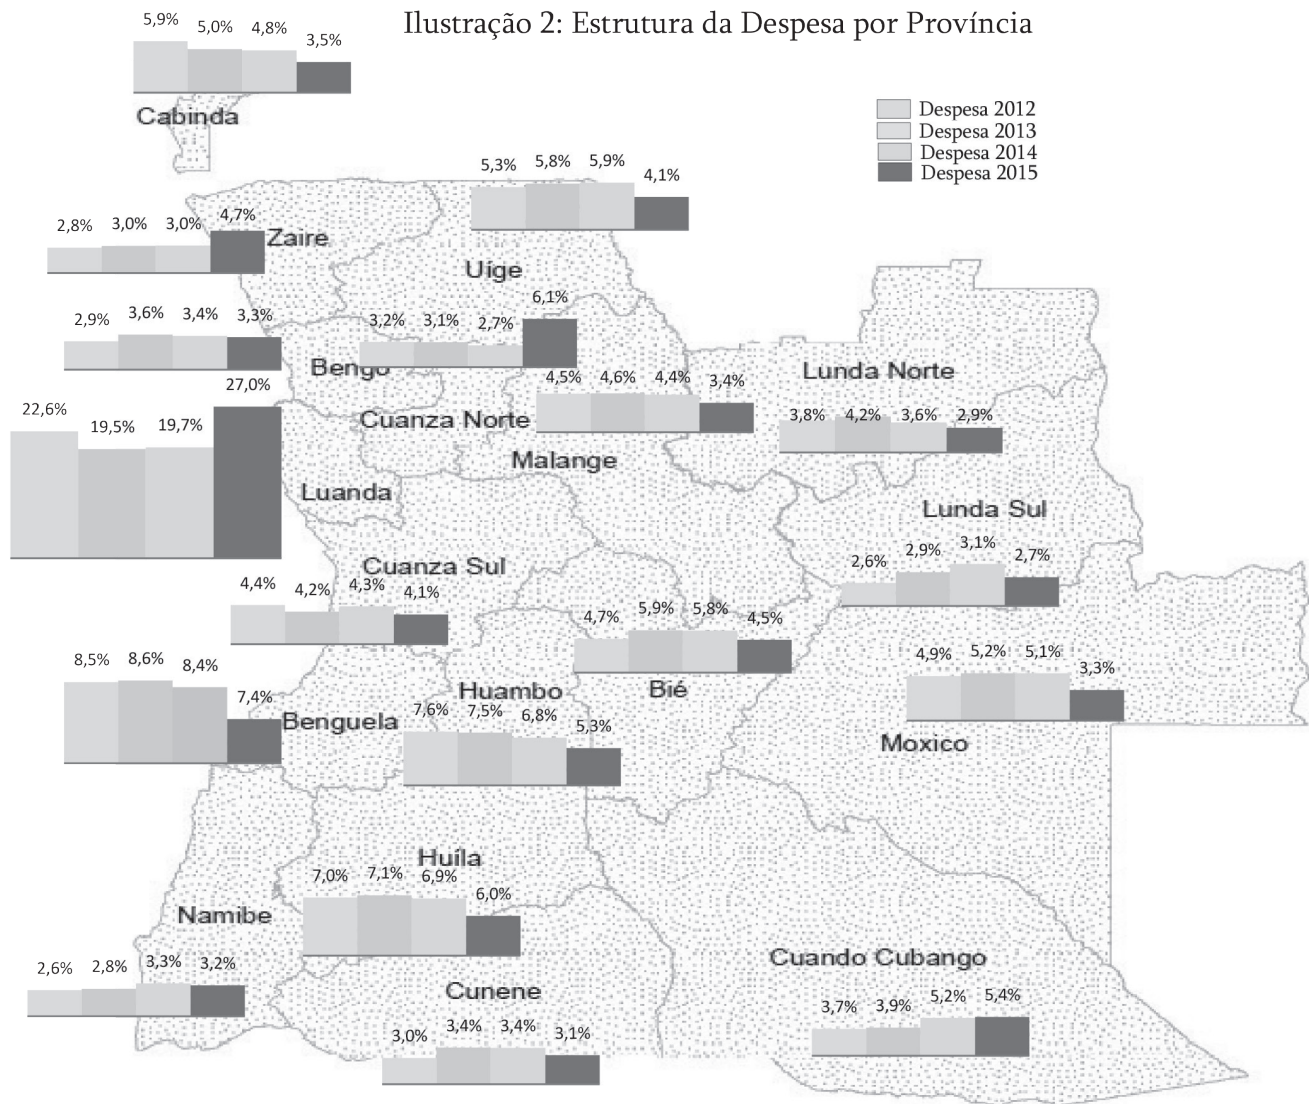 Ilustração 2: Estrutura da Despesa por Província
5,9% 5,0% 4,8% 3,5%
Cabinda
Despesa 2012
Despesa 2013
Despesa 2014
Despesa 2015
5,3% 5,8% 5,9% 4,1%
Uíge
2,8% 3,0% 3,0% 4,7%
Zaire
2,9% 3,6% 3,4% 3,3%
Bengo
3,2% 3,1% 2,7% 6,1%
Cuanza Norte
4,5% 4,6% 4,4% 3,4%
Malange
Lunda Norte
3,8% 4,2% 3,6% 2,9%
22,6% 19,5% 19,7% 27,0%
Luanda
Lunda Sul
2,6% 2,9% 3,1% 2,7%
Cuanza Sul
4,4% 4,2% 4,3% 4,1%
4,7% 5,9% 5,8% 4,5%
Bié
8,5% 8,6% 8,4% 7,4%
Benguela
Huambo
7,6% 7,5% 6,8% 5,3%
4,9% 5,2% 5,1% 3,3%
Moxico
Huíla
7,0% 7,1% 6,9% 6,0%
Namibe
2,6% 2,8% 3,3% 3,2%
Cunene
3,0% 3,4% 3,4% 3,1%
Cuando Cubango
3,7% 3,9% 5,2% 5,4%